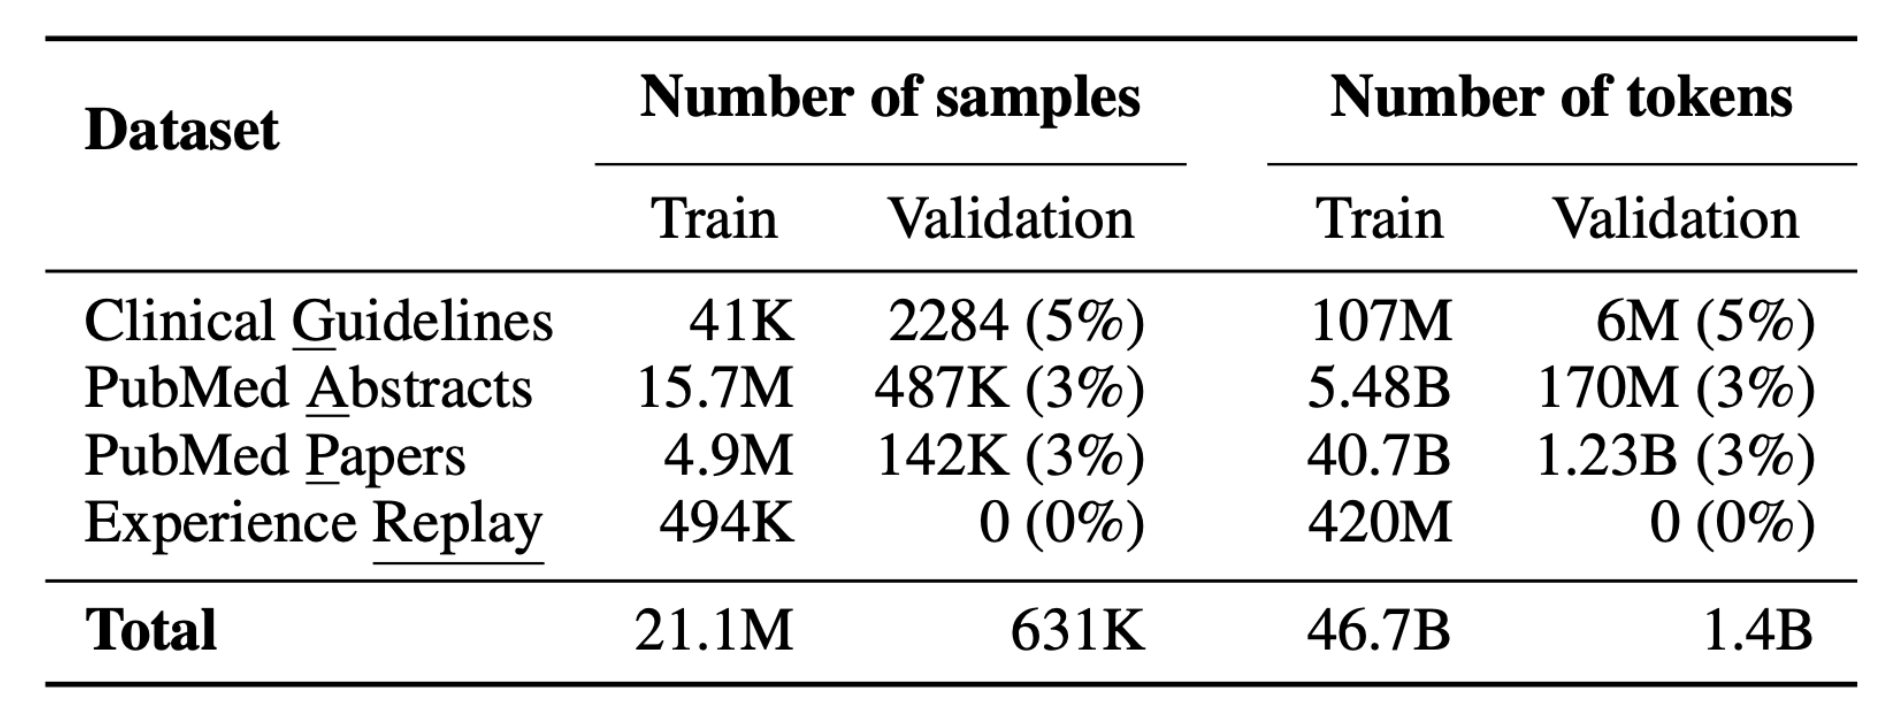 Dataset Number of samples Number of tokens
Train Validation Train Validation
Clinical Guidelines 41K 2284 (5%) 107M 6M (5%)
PubMed Abstracts 15.7M 487K (3%) 5.48B 170M (3%)
PubMed Papers 4.9M 142K (3%) 40.7B 1.23B (3%)
Experience Replay 494K 0 (0%) 420M 0 (0%)
Total 21.1M 631K 46.7B 1.4B